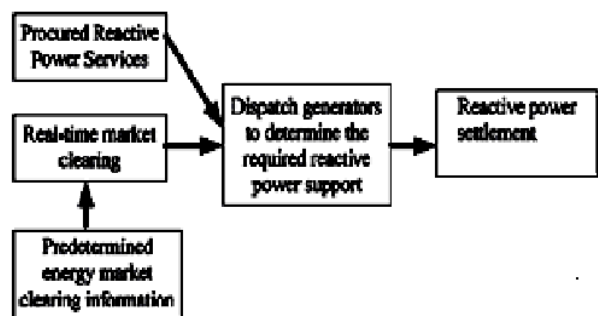 Procured Reactive
Power Services
Real-time market
clearing
Predetermined
energy market
clearing information
Dispatch generators
to determine the
required reactive
power support
Reactive power
settlement